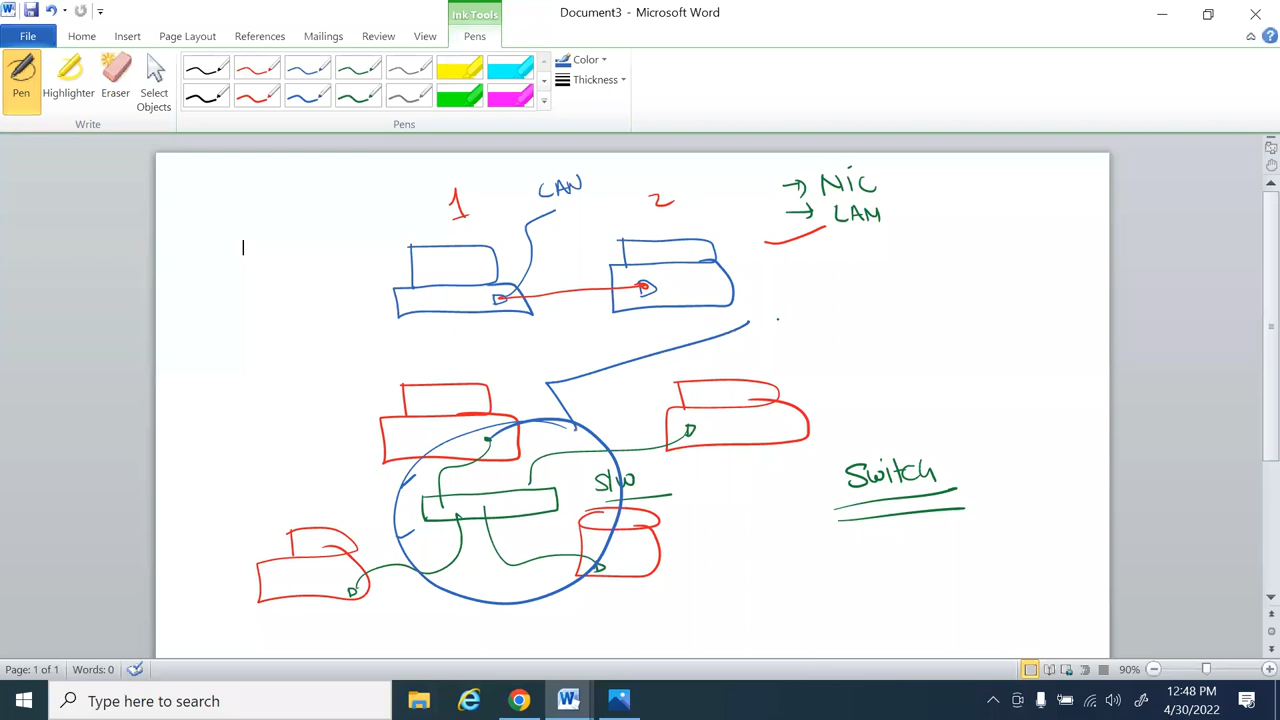 Ink Tools
Document3 - Microsoft Word
File Home Insert Page Layout References Mailings Review View Pens
Pen Highlighter Eraser Select Objects
Color
Thickness
Write
Pens
→ NiC
CAN
1
2
→ LAM
Switch
S/W
Page: 1 of 1 Words: 0
90%
Type here to search
12:48 PM
4/30/2022